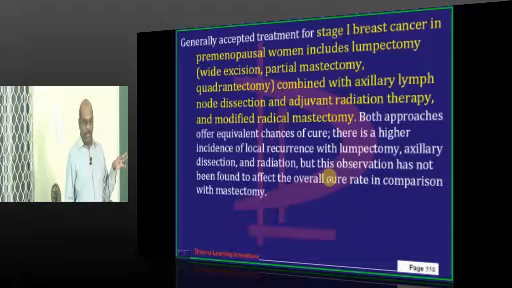 Generally accepted treatment for stage I breast cancer in
premenopausal women includes lumpectomy
(wide excision, partial mastectomy,
quadrantectomy) combined with axillary lymph
node dissection and adjuvant radiation therapy,
and modified radical mastectomy. Both approaches
offer equivalent chances of cure; there is a higher
incidence of local recurrence with lumpectomy, axillary
dissection, and radiation, but this observation has not
been found to affect the overall cure rate in comparison
with mastectomy.
Page 118